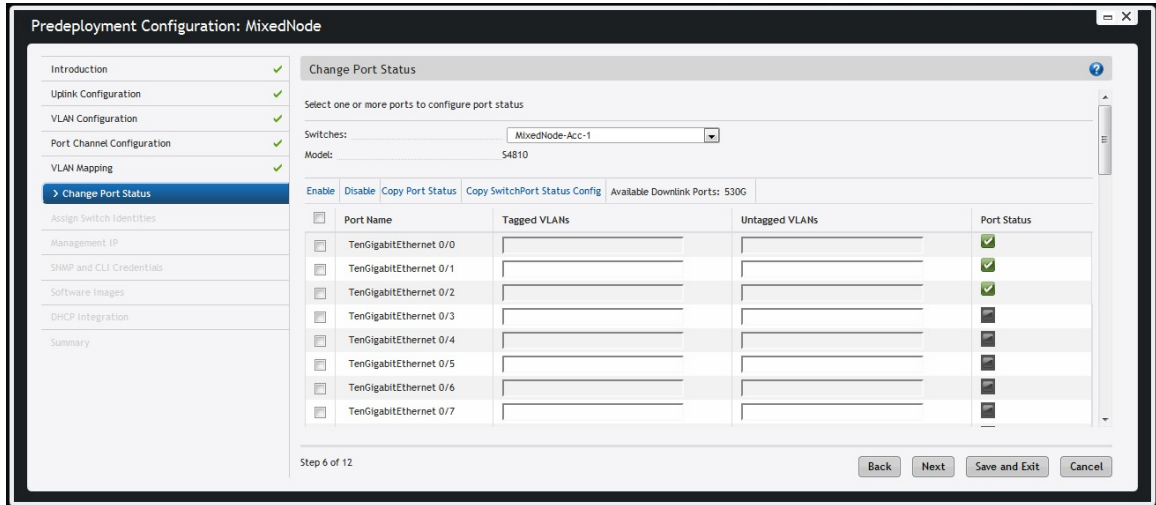 Predeployment Configuration: MixedNode
Introduction
Uplink Configuration
VLAN Configuration
Port Channel Configuration
VLAN Mapping
> Change Port Status
Assign Switch Identities
Management IP
SNMP and CLI Credentials
Software Images
DHCP Integration
Summary
Change Port Status
Select one or more ports to configure port status
Switches: MixedNode-Acc-1
Model: S4810
Enable Disable Copy Port Status Copy SwitchPort Status Config Available Downlink Ports: 530G
Port Name Tagged VLANs Untagged VLANs Port Status
TenGigabitEthernet 0/0
TenGigabitEthernet 0/1
TenGigabitEthernet 0/2
TenGigabitEthernet 0/3
TenGigabitEthernet 0/4
TenGigabitEthernet 0/5
TenGigabitEthernet 0/6
TenGigabitEthernet 0/7
Step 6 of 12
Back Next Save and Exit Cancel